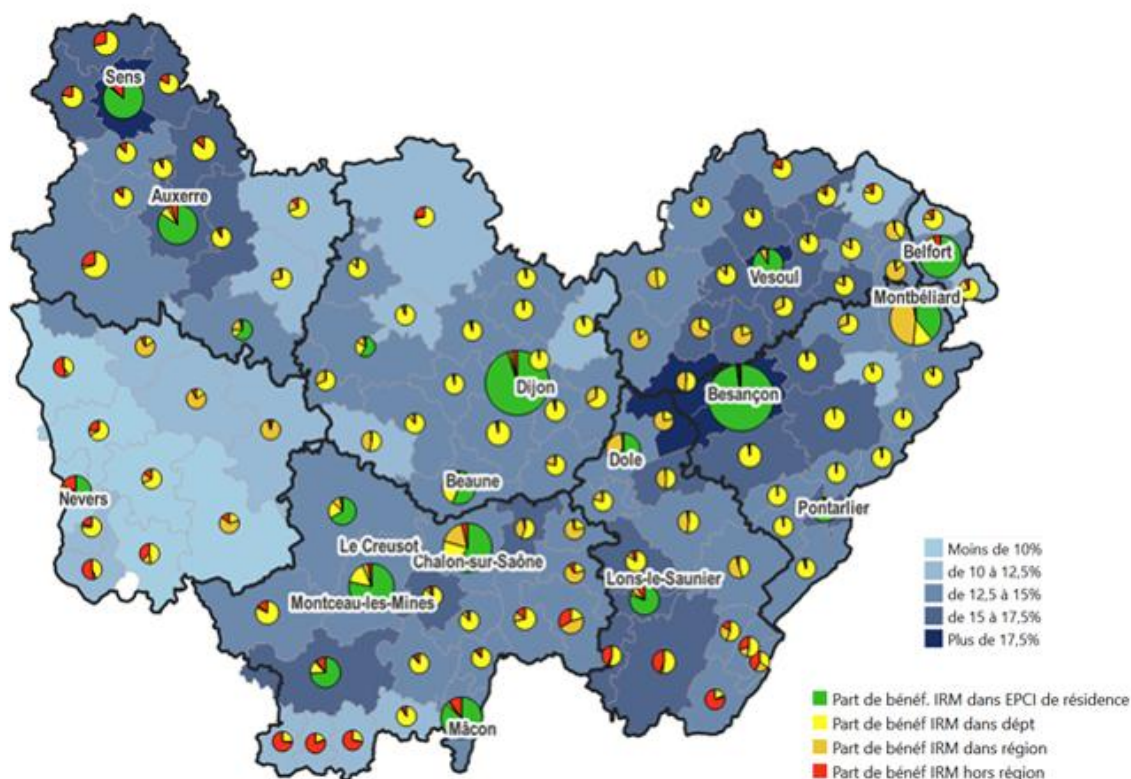 Sens
Auxerre
Belfort
Vesoul
Montbéliard
Dijon
Besançon
Dole
Beaune
Nevers
Pontarlier
Le Creusot
Chalon-sur-Saône
Lons-le-Saunier
Montceau-les-Mines
Mâcon
Moins de 10%
de 10 à 12,5%
de 12,5 à 15%
de 15 à 17,5%
Plus de 17,5%
Part de bénéf. IRM dans EPCI de résidence
Part de bénéf IRM dans dépt
Part de bénéf IRM dans région
Part de bénéf IRM hors région